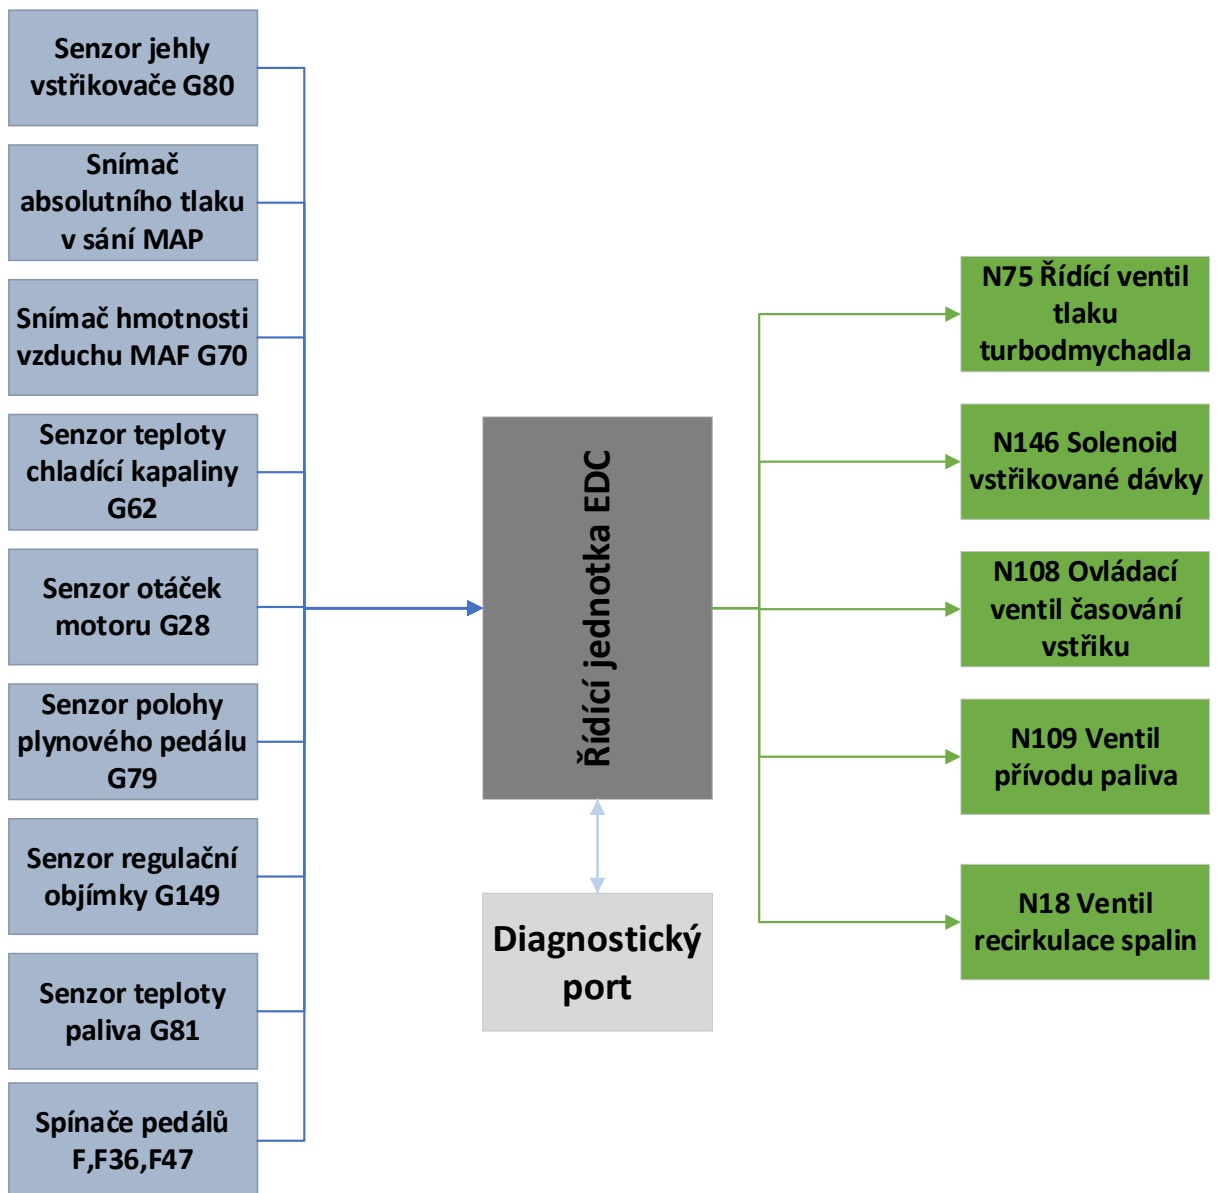 Senzor jehly
vstřikovače G80
Snímač
absolutního tlaku
v sání MAP
Snímač hmotnosti
vzduchu MAF G70
Senzor teploty
chladící kapaliny
G62
Senzor otáček
motoru G28
Senzor polohy
plynového pedálu
G79
Senzor regulační
objímky G149
Senzor teploty
paliva G81
Spínače pedálů
F,F36,F47
Řídící jednotka EDC
Diagnostický
port
N75 Řídící ventil
tlaku
turbodmychadla
N146 Solenoid
vstřikované dávky
N108 Ovládací
ventil časování
vstřiku
N109 Ventil
přívodu paliva
N18 Ventil
recirkulace spalin